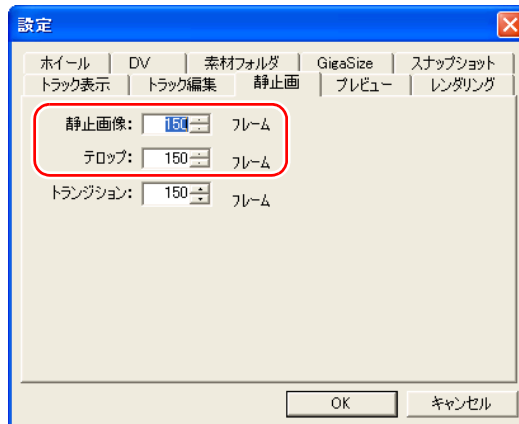 設定
ホイール DV 素材フォルダ GigaSize スナップショット
トラック表示 トラック編集 静止画 プレビュー レンダリング
静止画像: 150 フレーム
テロップ: 150 フレーム
トランジション: 150 フレーム
OK キャンセル